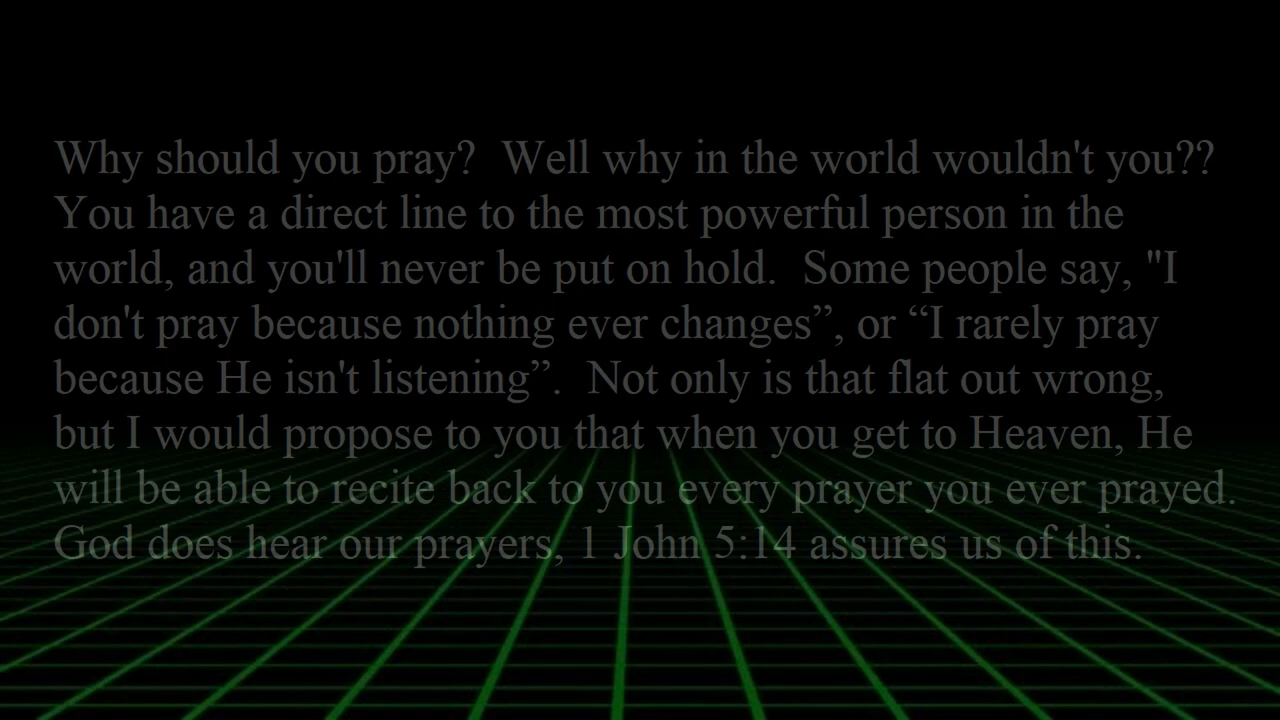 Why should you pray?  Well why in the world wouldn't you??
You have a direct line to the most powerful person in the
world, and you'll never be put on hold.  Some people say, "I
don't pray because nothing ever changes”, or “I rarely pray
because He isn't listening”.  Not only is that flat out wrong,
but I would propose to you that when you get to Heaven, He
will be able to recite back to you every prayer you ever prayed.
God does hear our prayers, 1 John 5:14 assures us of this.